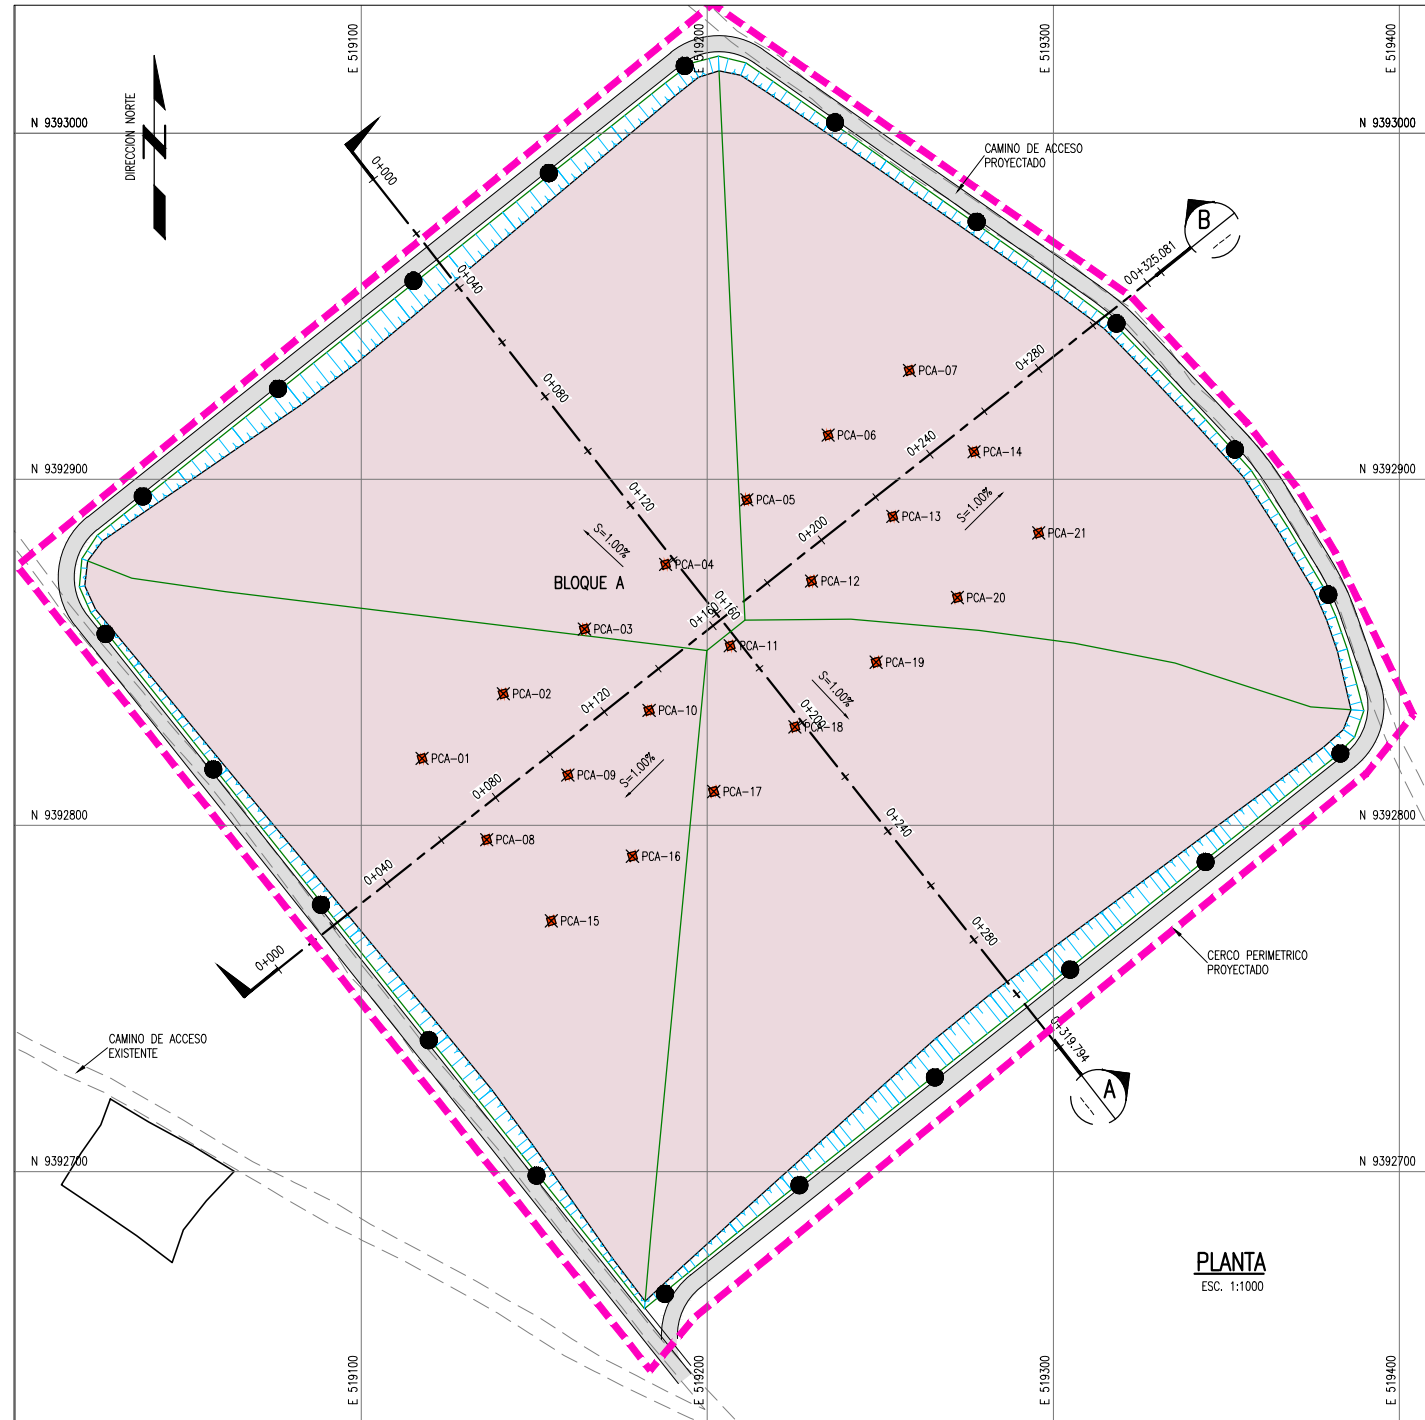 E 519100
E 519200
E 519300
E 519400
DIRECCION NORTE
N
N 9393000
N 9393000
CAMINO DE ACCESO
PROYECTADO
0+000
B
00+325.081
0+040
0+280
PCA-07
0+080
PCA-06
0+240
PCA-14
N 9392900
N 9392900
0+120
PCA-05
S=1.00%
PCA-13
0+200
PCA-21
S=1.00%
PCA-04
BLOQUE A
PCA-12
PCA-20
0+160
0+160
PCA-03
PCA-11
PCA-19
S=1.00%
PCA-02
0+120
PCA-10
0+200
PCA-18
PCA-01
PCA-09
S=1.00%
0+080
PCA-17
N 9392800
N 9392800
0+240
PCA-08
PCA-16
0+040
PCA-15
0+280
0+000
CERCO PERIMETRICO
PROYECTADO
0+319.794
CAMINO DE ACCESO
EXISTENTE
A
N 9392700
N 9392700
PLANTA
ESC. 1:1000
E 519100
E 519200
E 519300
E 519400